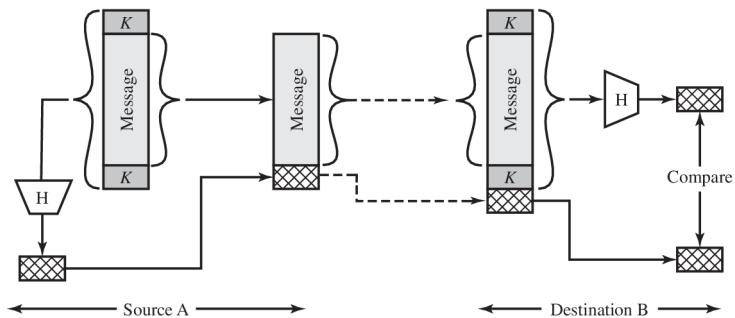 K
K
Message
Message
Message
H
H
K
K
Compare
Source A
Destination B